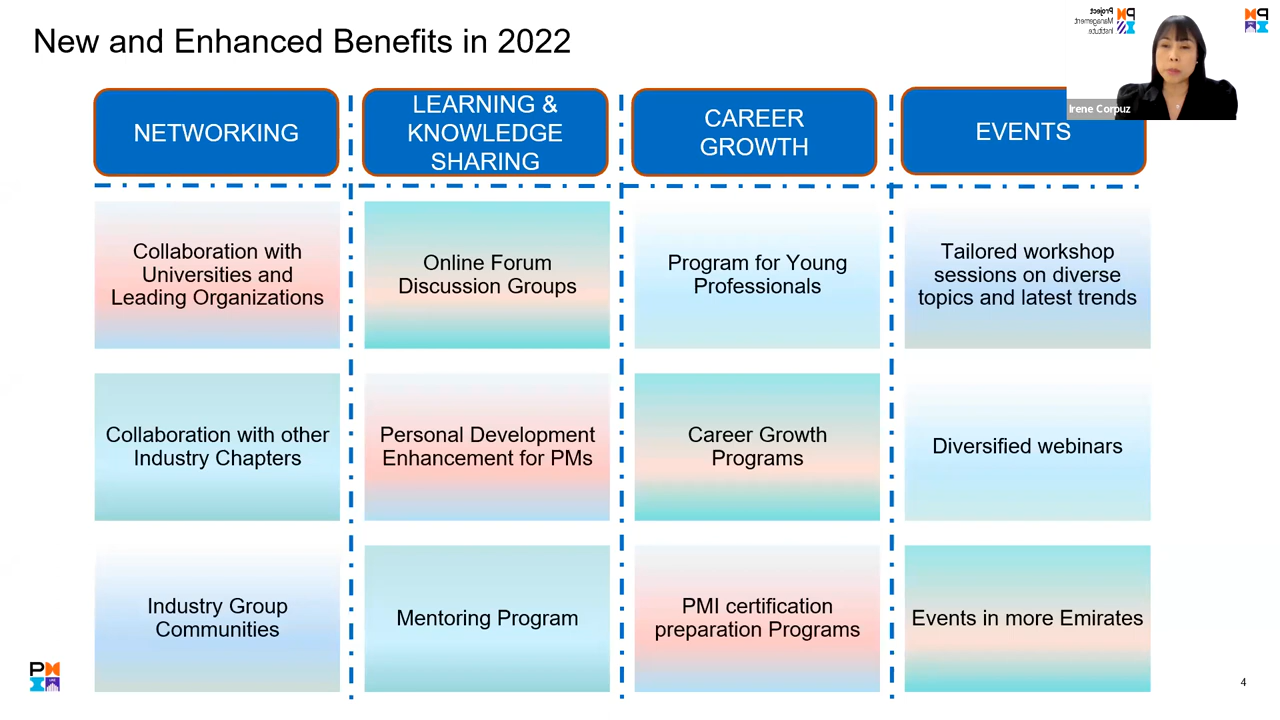 New and Enhanced Benefits in 2022
Project
Management
Institute
Irene Corpuz
NETWORKING
LEARNING &
KNOWLEDGE
SHARING
CAREER
GROWTH
EVENTS
Collaboration with
Universities and
Leading Organizations
Online Forum
Discussion Groups
Program for Young
Professionals
Tailored workshop
sessions on diverse
topics and latest trends
Collaboration with other
Industry Chapters
Personal Development
Enhancement for PMs
Career Growth
Programs
Diversified webinars
Industry Group
Communities
Mentoring Program
PMI certification
preparation Programs
Events in more Emirates
4